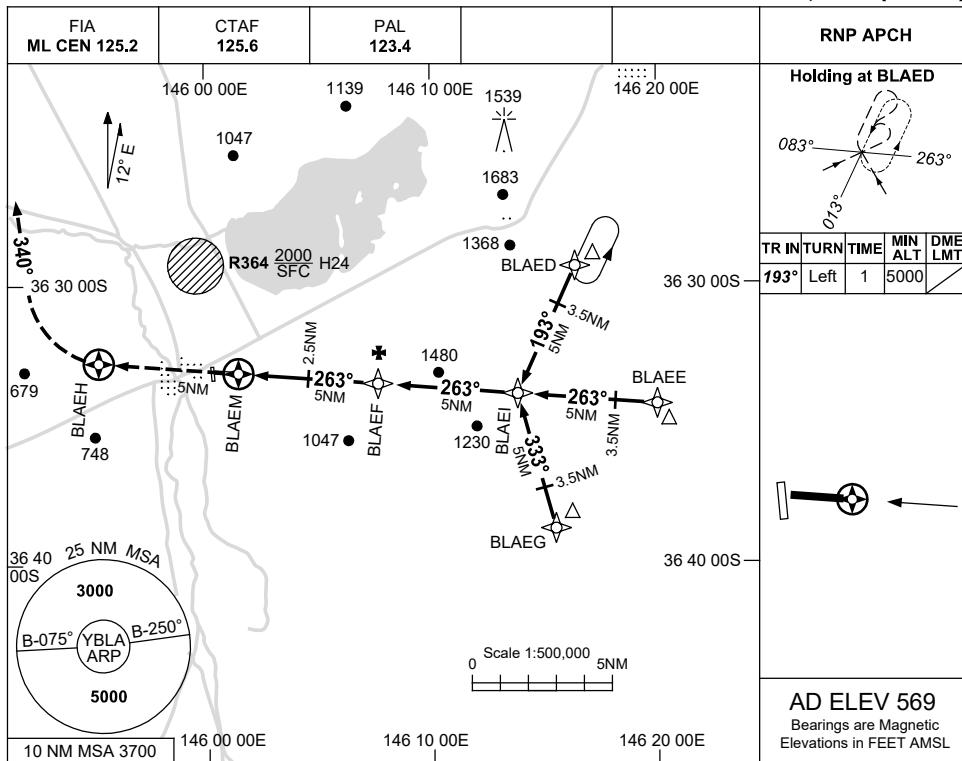 FIA
ML CEN 125.2
CTAF
125.6
PAL
123.4
RNP APCH
146 00 00E
146 10 00E
146 20 00E
Holding at BLAED
083°
263°
013°
TR IN
TURN
TIME
MIN ALT
DME LMT
193°
Left
1
5000
12° E
1139
1539
1047
1683
1368
R364 2000 SFC H24
BLAED
340°
36 30 00S
36 30 00S
3.5NM
193°
5NM
679
BLAEH
5NM
BLAEM
2.5NM
263°
5NM
BLAEF
1480
263°
5NM
BLAEI
263°
5NM
3.5NM
BLAEE
748
1047
1230
333°
5NM
3.5NM
BLAEG
36 40 00S
36 40 00S
25 NM MSA
3000
B-075°
B-250°
YBLA
ARP
5000
Scale 1:500,000
0
5NM
10 NM MSA 3700
146 00 00E
146 10 00E
146 20 00E
AD ELEV 569
Bearings are Magnetic
Elevations in FEET AMSL